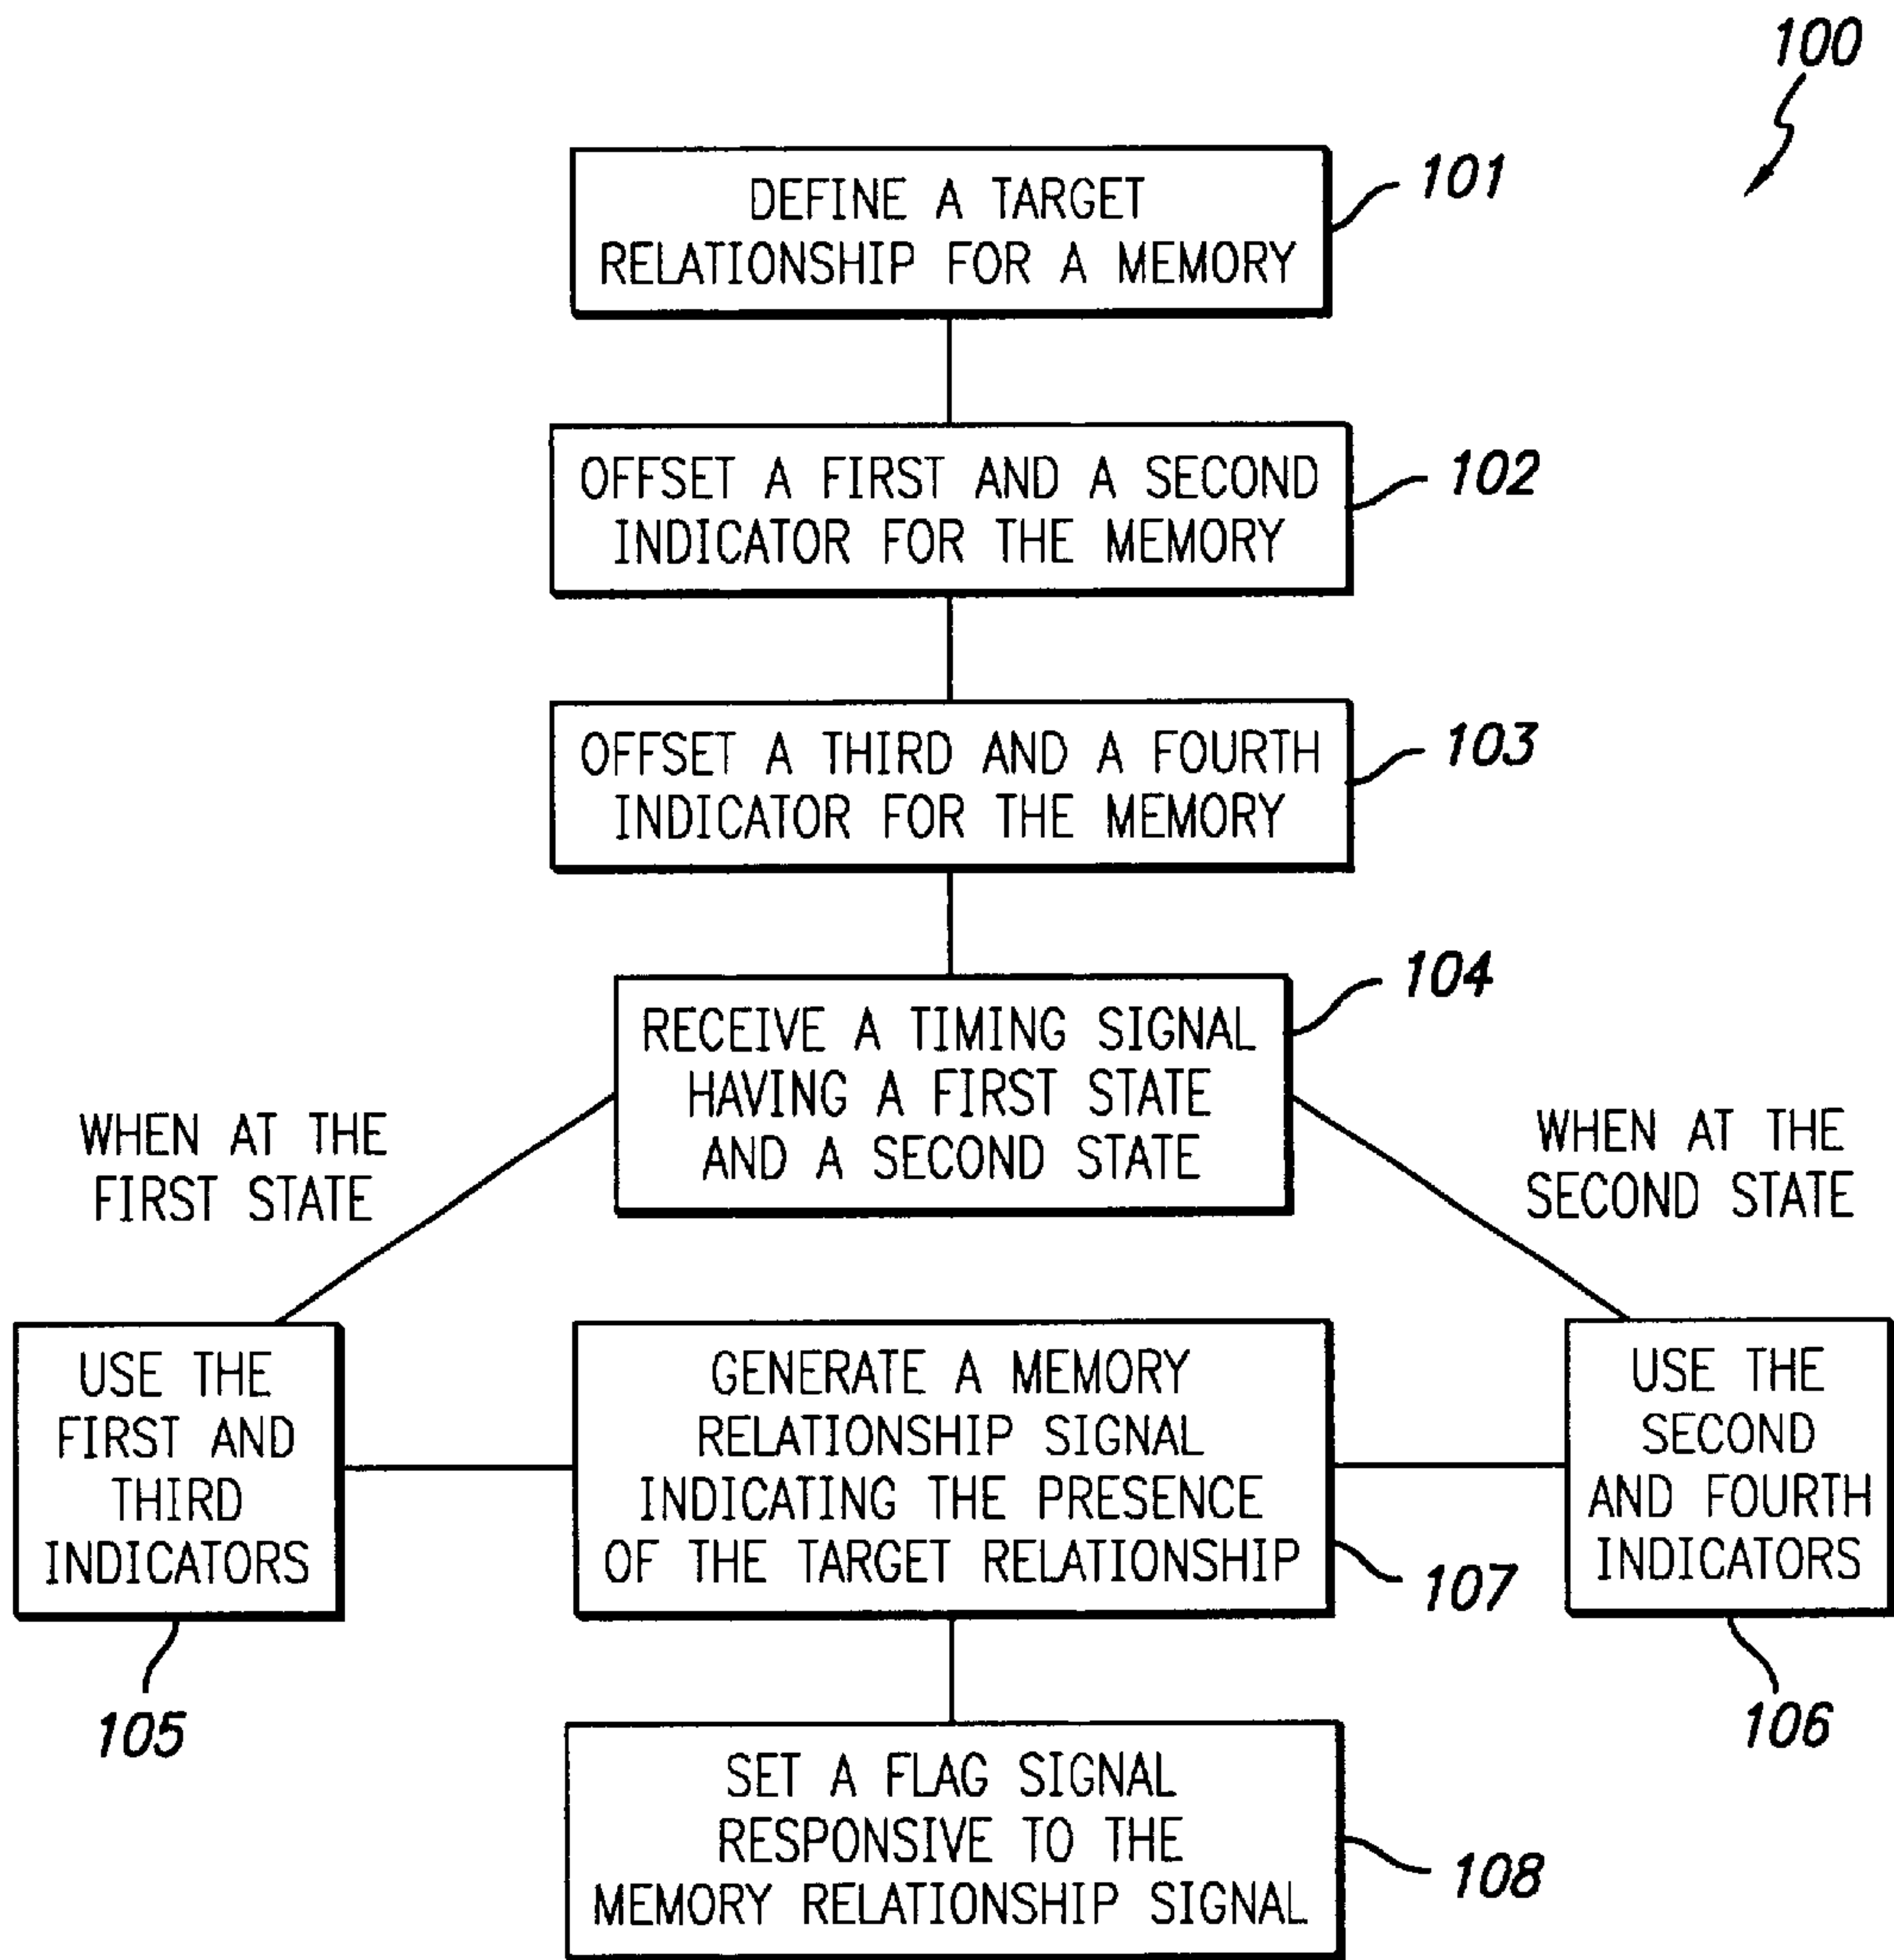 100
DEFINE A TARGET
RELATIONSHIP FOR A MEMORY
101
OFFSET A FIRST AND A SECOND
INDICATOR FOR THE MEMORY
102
OFFSET A THIRD AND A FOURTH
INDICATOR FOR THE MEMORY
103
RECEIVE A TIMING SIGNAL
HAVING A FIRST STATE
AND A SECOND STATE
104
WHEN AT THE
FIRST STATE
WHEN AT THE
SECOND STATE
USE THE
FIRST AND
THIRD
INDICATORS
105
GENERATE A MEMORY
RELATIONSHIP SIGNAL
INDICATING THE PRESENCE
OF THE TARGET RELATIONSHIP
107
USE THE
SECOND
AND FOURTH
INDICATORS
106
SET A FLAG SIGNAL
RESPONSIVE TO THE
MEMORY RELATIONSHIP SIGNAL
108